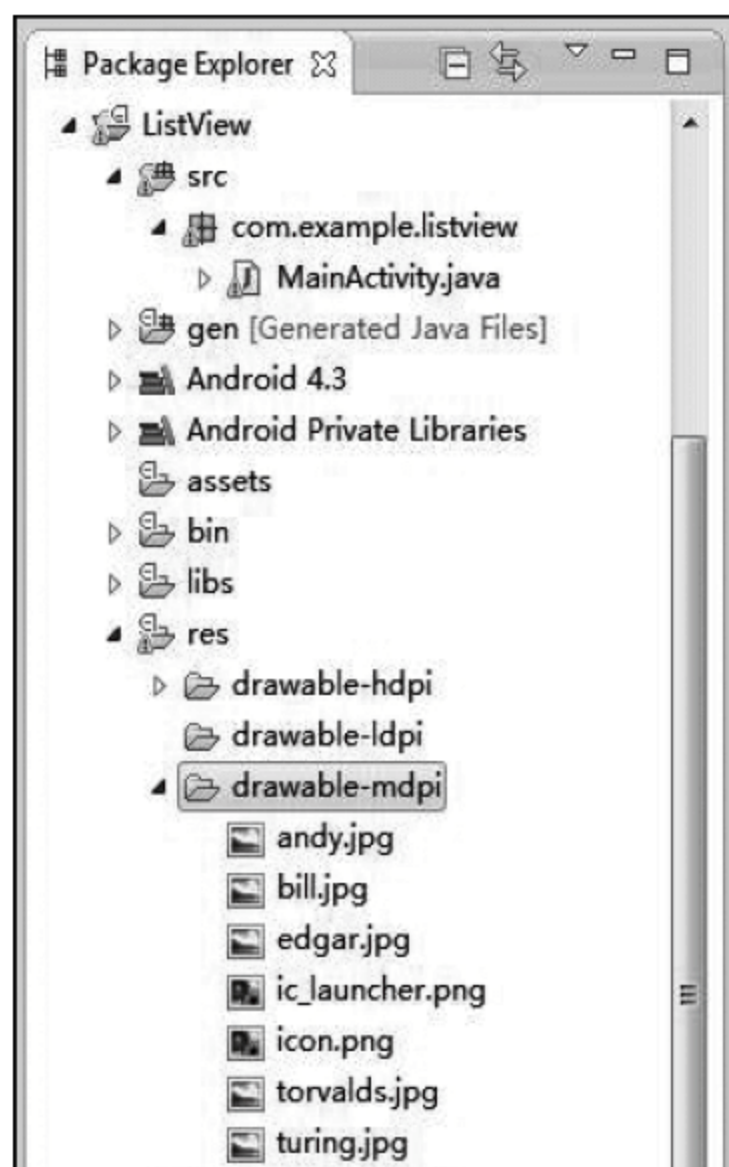 Package Explorer
ListView
src
com.example.listview
MainActivity.java
gen [Generated Java Files]
Android 4.3
Android Private Libraries
assets
bin
libs
res
drawable-hdpi
drawable-ldpi
drawable-mdpi
andy.jpg
bill.jpg
edgar.jpg
ic_launcher.png
icon.png
torvalds.jpg
turing.jpg